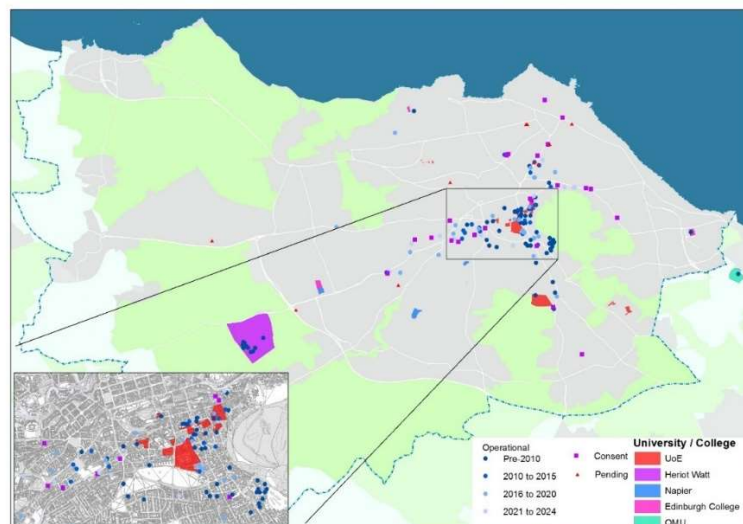 Operational
Pre-2010
2010 to 2015
2016 to 2020
2021 to 2024
Consent
Pending
University / College
UoE
Heriot Watt
Napier
Edinburgh College
QMU